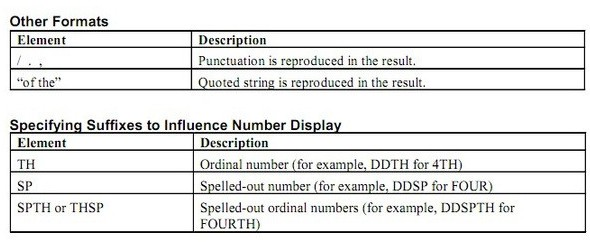 Other Formats
Element Description
/ . , Punctuation is reproduced in the result.
“of the” Quoted string is reproduced in the result.
Specifying Suffixes to Influence Number Display
Element Description
TH Ordinal number (for example, DDTH for 4TH)
SP Spelled-out number (for example, DDSP for FOUR)
SPTH or THSP Spelled-out ordinal numbers (for example, DDSPTH for
FOURTH)